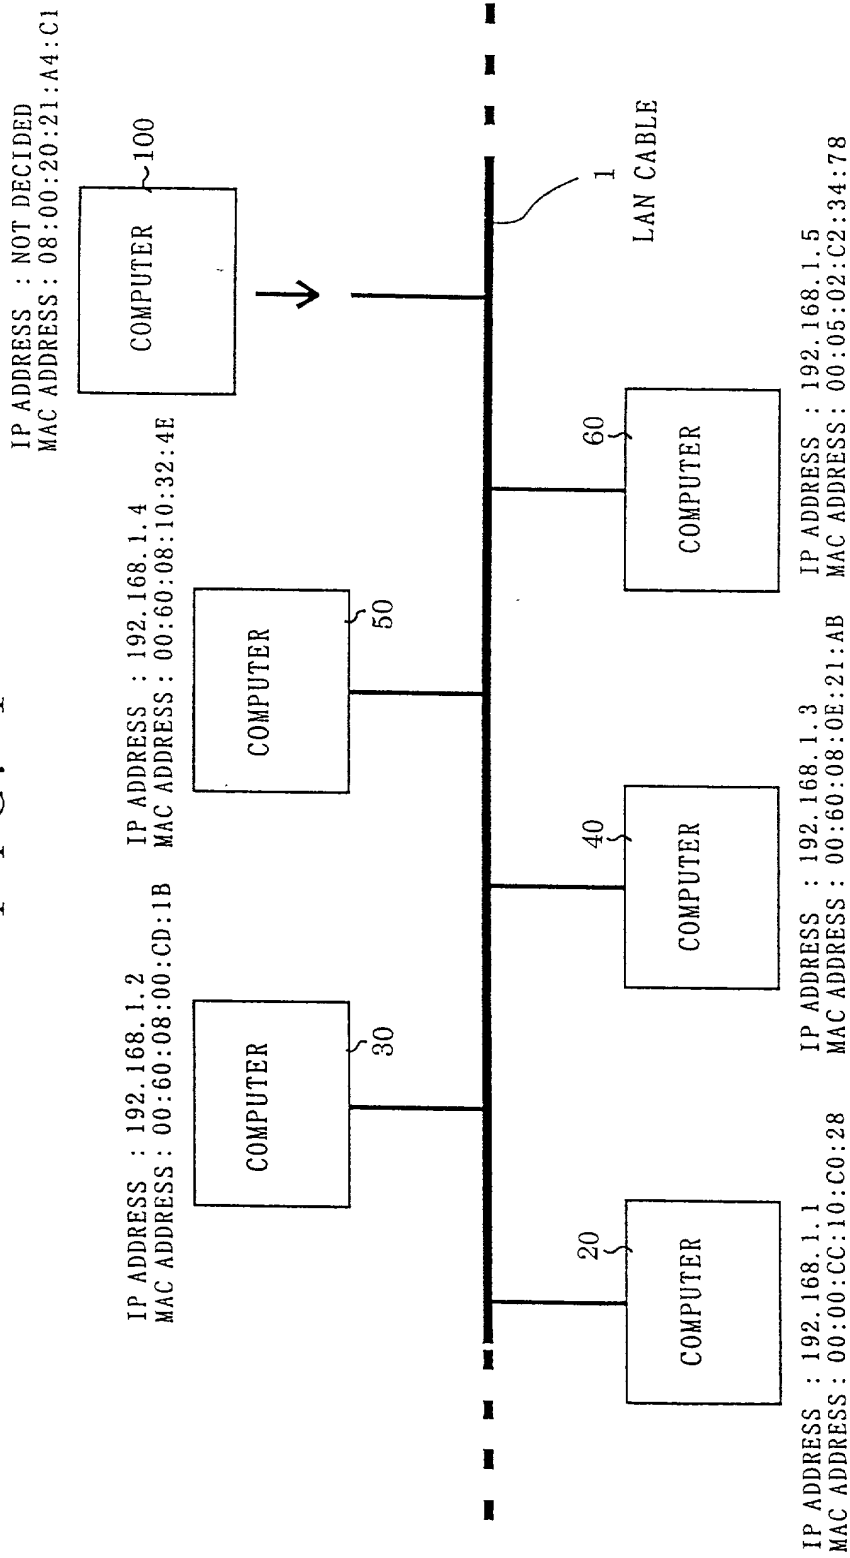 IP ADDRESS : NOT DECIDED
MAC ADDRESS : 08:00:20:21:A4:C1
COMPUTER
100
IP ADDRESS : 192.168.1.2
MAC ADDRESS : 00:60:08:00:CD:1B
COMPUTER
30
IP ADDRESS : 192.168.1.4
MAC ADDRESS : 00:60:08:10:32:4E
COMPUTER
50
1
LAN CABLE
20
COMPUTER
IP ADDRESS : 192.168.1.1
MAC ADDRESS : 00:00:CC:10:C0:28
40
COMPUTER
IP ADDRESS : 192.168.1.3
MAC ADDRESS : 00:60:08:0E:21:AB
60
COMPUTER
IP ADDRESS : 192.168.1.5
MAC ADDRESS : 00:05:02:C2:34:78